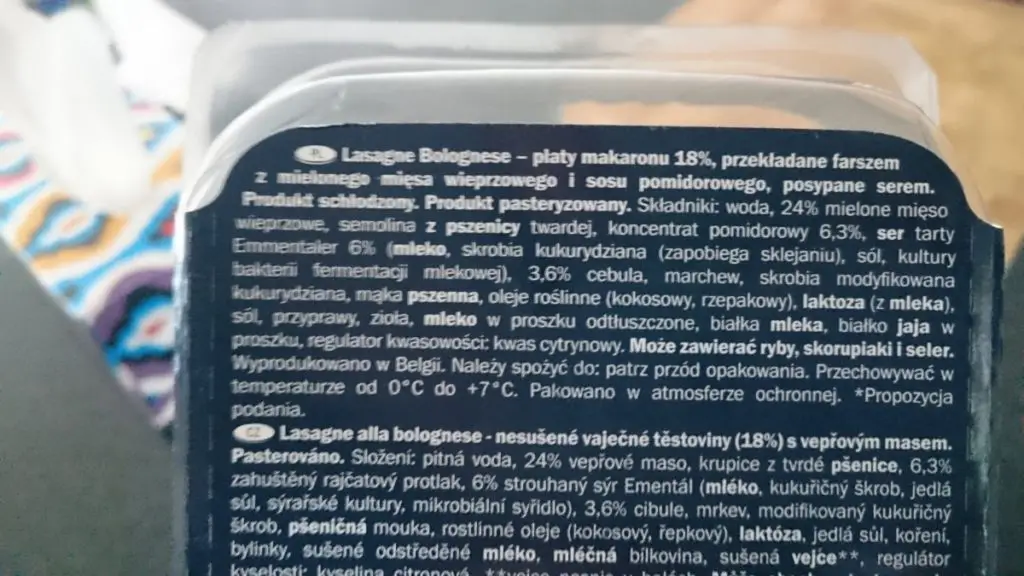 PL Lasagne Bolognese – płaty makaronu 18%, przekładane farszem
z mielonego mięsa wieprzowego i sosu pomidorowego, posypane serem.
Produkt schłodzony. Produkt pasteryzowany. Składniki: woda, 24% mielone mięso
wieprzowe, semolina z pszenicy twardej, koncentrat pomidorowy 6,3%, ser tarty
Emmentaler 6% (mleko, skrobia kukurydziana (zapobiega sklejaniu), sól, kultury
bakterii fermentacji mlekowej), 3,6% cebula, marchew, skrobia modyfikowana
kukurydziana, mąka pszenna, oleje roślinne (kokosowy, rzepakowy), laktoza (z mleka),
sól, przyprawy, zioła, mleko w proszku odtłuszczone, białka mleka, białko jaja w
proszku, regulator kwasowości: kwas cytrynowy. Może zawierać ryby, skorupiaki i seler.
Wyprodukowano w Belgii. Należy spożyć do: patrz przód opakowania. Przechowywać w
temperaturze od 0°C do +7°C. Pakowano w atmosferze ochronnej. *Propozycja
podania.
CZ Lasagne alla bolognese - nesušené vaječné těstoviny (18%) s vepřovým masem.
Pasterováno. Složení: pitná voda, 24% vepřové maso, krupice z tvrdé pšenice, 6,3%
zahuštěný rajčatový protlak, 6% strouhaný sýr Ementál (mléko, kukuřičný škrob, jedlá
sůl, sýrařské kultury, mikrobiální syřidlo), 3,6% cibule, mrkev, modifikovaný kukuřičný
škrob, pšeničná mouka, rostlinné oleje (kokosový, řepkový), laktóza, jedlá sůl, koření,
bylinky, sušené odstředěné mléko, mléčná bílkovina, sušená vejce**, regulátor
kyselosti: kyselina citronová. **vejce